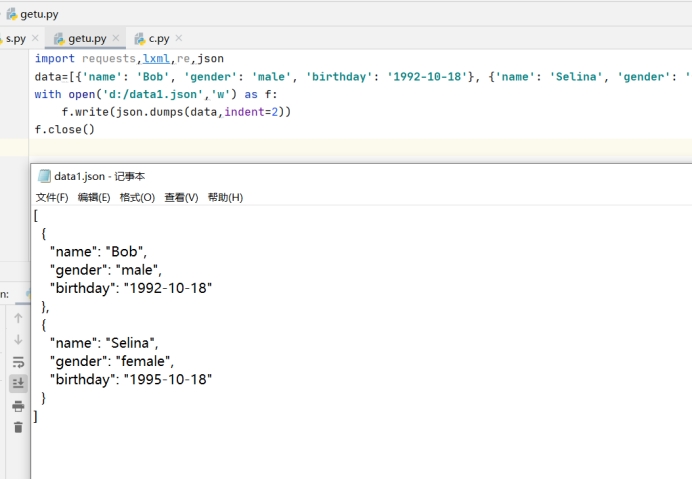 getu.py
s.py
getu.py
c.py
import requests,lxml,re,json
data=[{'name': 'Bob', 'gender': 'male', 'birthday': '1992-10-18'}, {'name': 'Selina', 'gender': '
with open('d:/data1.json','w') as f:
    f.write(json.dumps(data,indent=2))
f.close()
data1.json - 记事本
文件(F) 编辑(E) 格式(O) 查看(V) 帮助(H)
[
  {
    "name": "Bob",
    "gender": "male",
    "birthday": "1992-10-18"
  },
  {
    "name": "Selina",
    "gender": "female",
    "birthday": "1995-10-18"
  }
]
n: